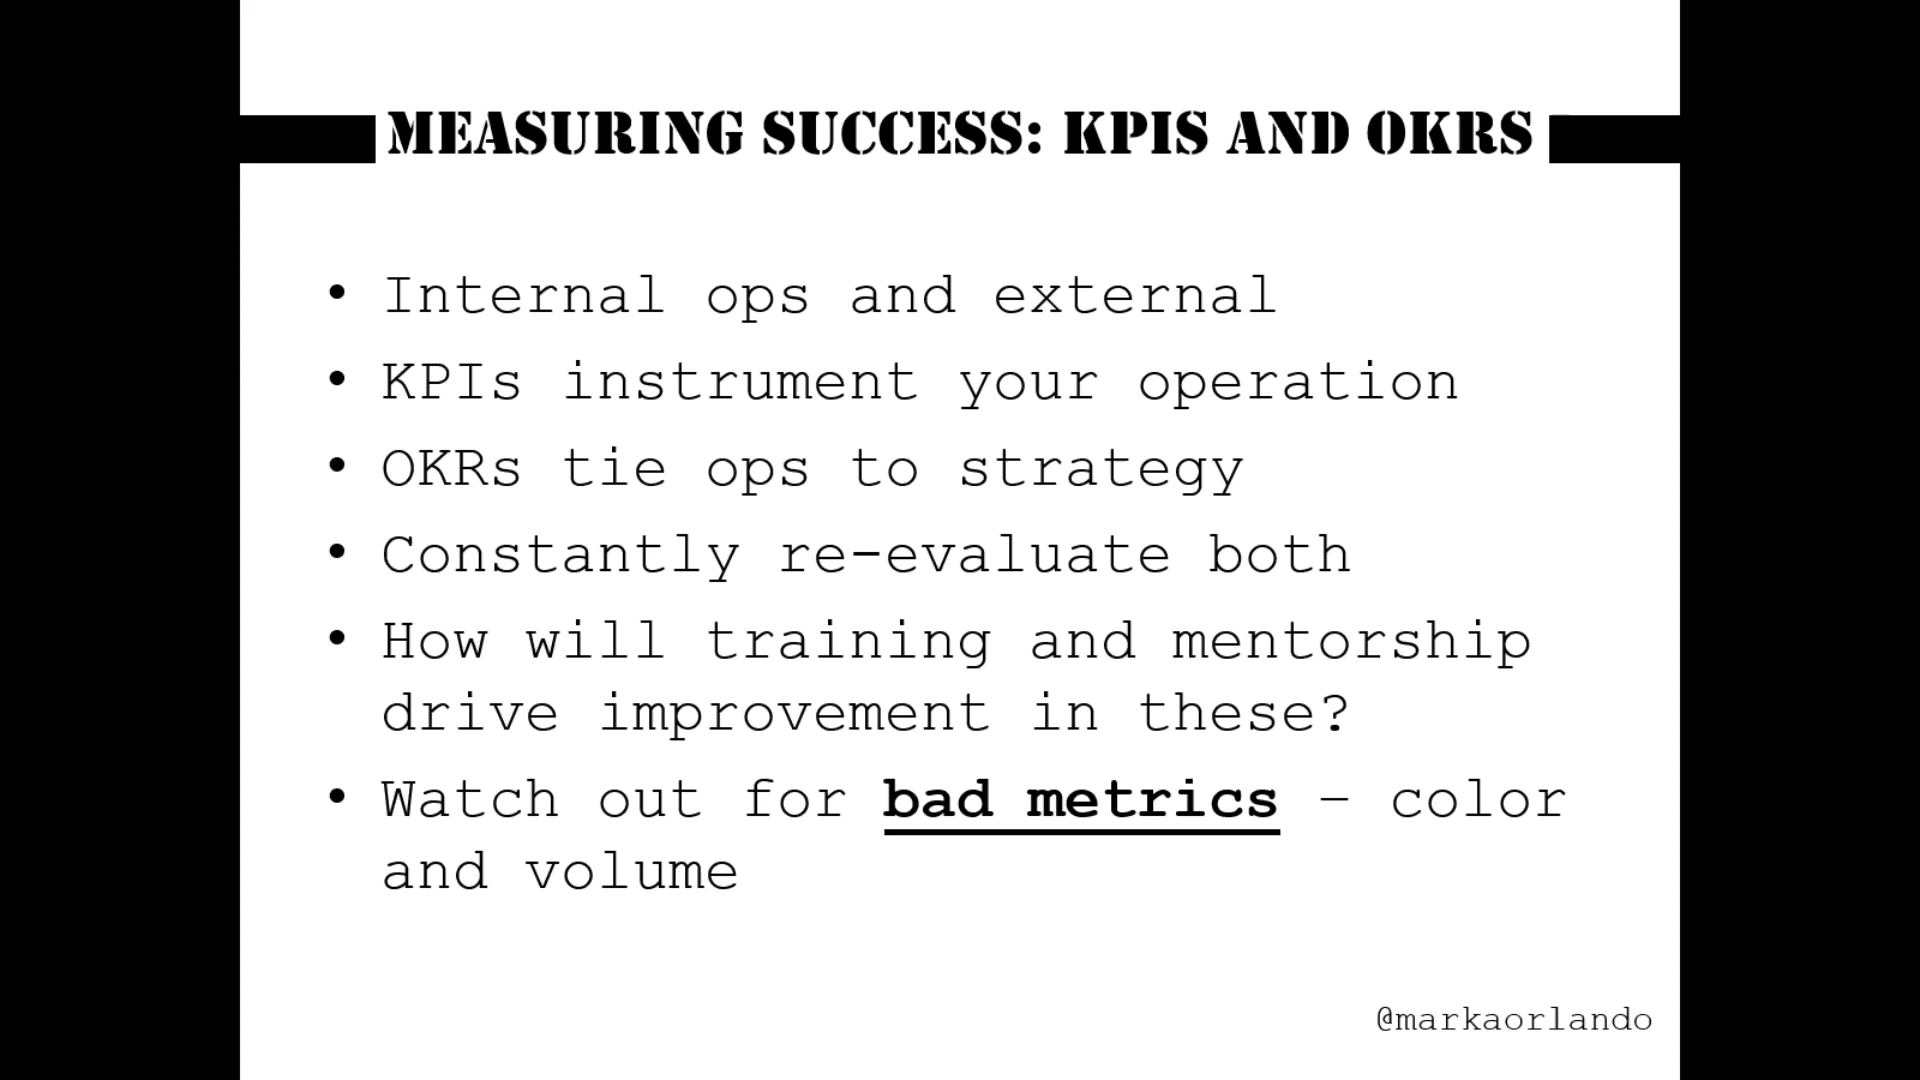 MEASURING SUCCESS: KPIS AND OKRS
• Internal ops and external
• KPIs instrument your operation
• OKRs tie ops to strategy
• Constantly re-evaluate both
• How will training and mentorship
drive improvement in these?
• Watch out for bad metrics – color
and volume
@markaorlando